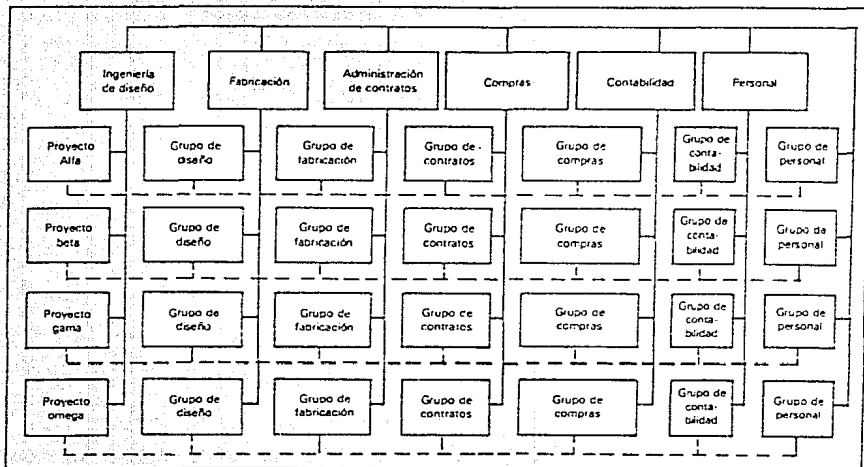 Ingeniería
de diseño
Fabricación
Administración
de contratos
Compras
Contabilidad
Personal
Proyecto
Alfa
Grupo de
diseño
Grupo de
fabricación
Grupo de
contratos
Grupo de
compras
Grupo de
conta-
bilidad
Grupo de
personal
Proyecto
beta
Grupo de
diseño
Grupo de
fabricación
Grupo de
contratos
Grupo de
compras
Grupo de
conta-
bilidad
Grupo de
personal
Proyecto
gama
Grupo de
diseño
Grupo de
fabricación
Grupo de
contratos
Grupo de
compras
Grupo de
conta-
bilidad
Grupo de
personal
Proyecto
omega
Grupo de
diseño
Grupo de
fabricación
Grupo de
contratos
Grupo de
compras
Grupo de
conta-
bilidad
Grupo de
personal